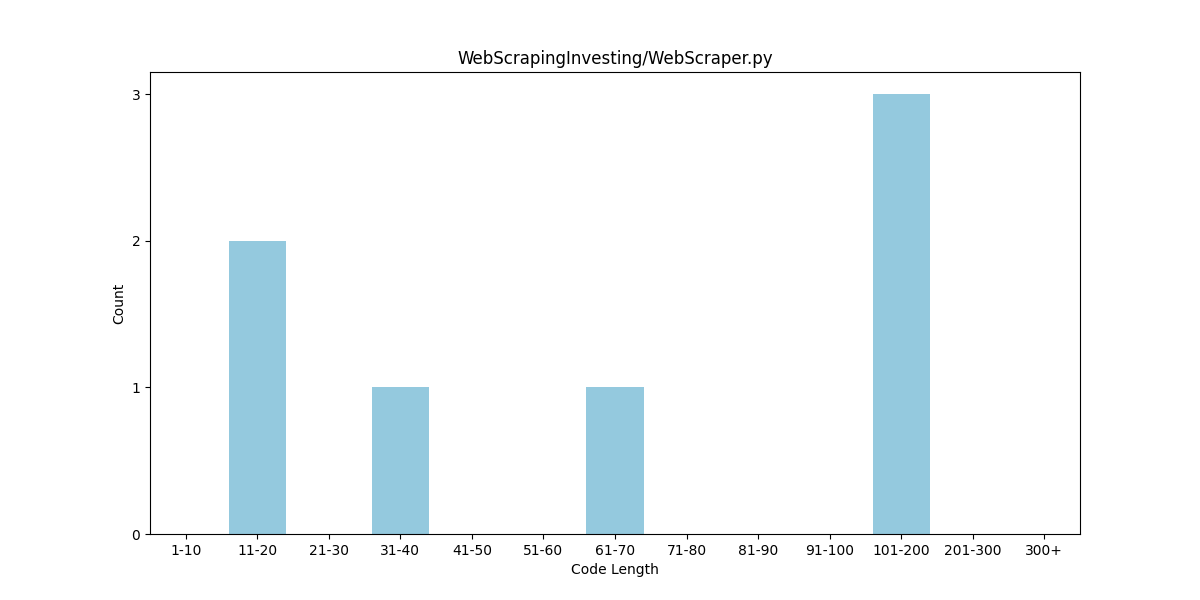 WebScrapingInvesting/WebScraper.py
3
2
1
0
Count
1-10 11-20 21-30 31-40 41-50 51-60 61-70 71-80 81-90 91-100 101-200 201-300 300+
Code Length